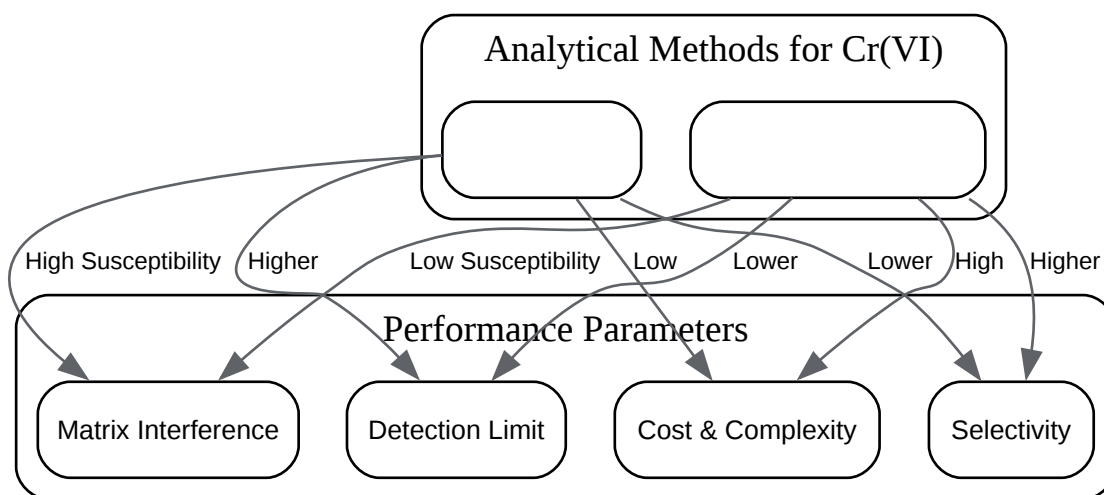 Analytical Methods for Cr(VI)
High Susceptibility
Higher
Low Susceptibility
Low
Lower
Lower
High
Higher
Performance Parameters
Matrix Interference
Detection Limit
Cost & Complexity
Selectivity